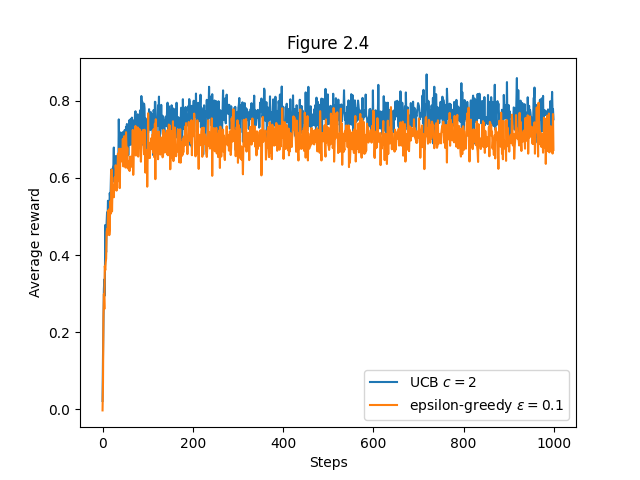 Figure 2.4
Average reward
0.8
0.6
0.4
0.2
0.0
0 200 400 600 800 1000
Steps
UCB c = 2
epsilon-greedy ε = 0.1